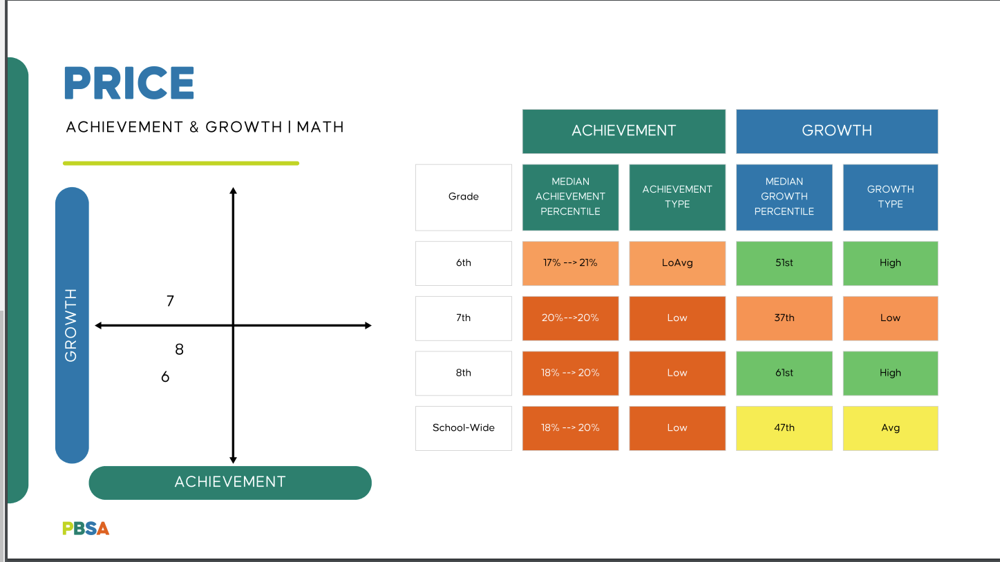 PRICE
ACHIEVEMENT & GROWTH | MATH
GROWTH
7
8
6
ACHIEVEMENT
ACHIEVEMENT GROWTH
Grade
MEDIAN
ACHIEVEMENT
PERCENTILE
ACHIEVEMENT
TYPE
MEDIAN
GROWTH
PERCENTILE
GROWTH
TYPE
6th 17% --> 21% LoAvg 51st High
7th 20%-->20% Low 37th Low
8th 18% --> 20% Low 61st High
School-Wide 18% --> 20% Low 47th Avg
PBSA